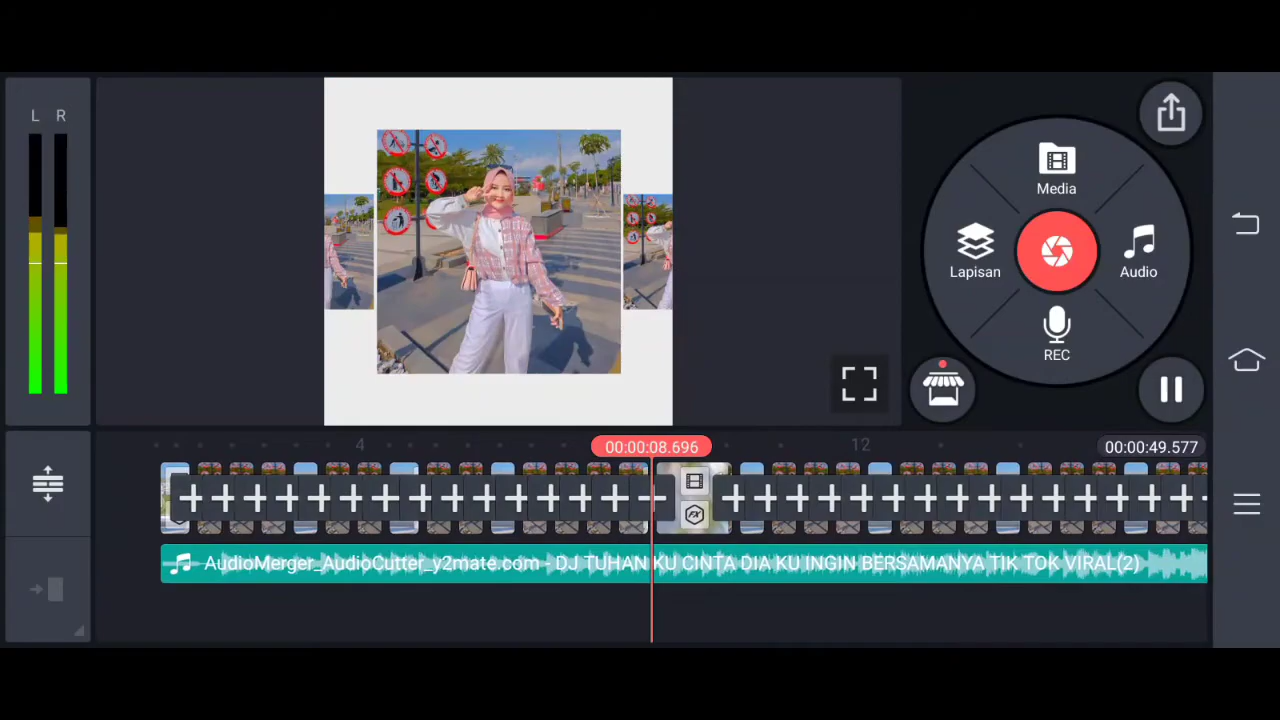 L R
Media
Lapisan
Audio
REC
4
00:00:08.696
12
00:00:49.577
FX
AudioMerger_AudioCutter_y2mate.com - DJ TUHAN KU CINTA DIA KU INGIN BERSAMANYA TIK TOK VIRAL(2)